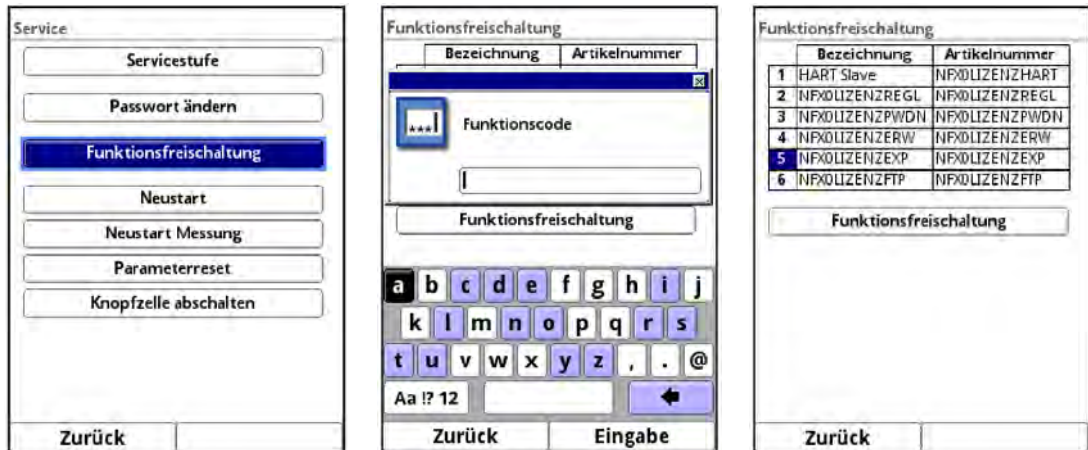 Service
Servicestufe
Passwort ändern
Funktionsfreischaltung
Neustart
Neustart Messung
Parameterreset
Knopfzelle abschalten
Zurück
Funktionsfreischaltung
Bezeichnung Artikelnummer
Funktionscode
Funktionsfreischaltung
a b c d e f g h i j
k l m n o p q r s
t u v w x y z , . @
Aa !? 12
Zurück Eingabe
Funktionsfreischaltung
Bezeichnung Artikelnummer
1 HART Slave NFX0LIZENZHART
2 NFX0LIZENZREGL NFX0LIZENZREGL
3 NFX0LIZENZPWDN NFX0LIZENZPWDN
4 NFX0LIZENZERW NFX0LIZENZERW
5 NFX0LIZENZEXP NFX0LIZENZEXP
6 NFX0LIZENZFTP NFX0LIZENZFTP
Funktionsfreischaltung
Zurück